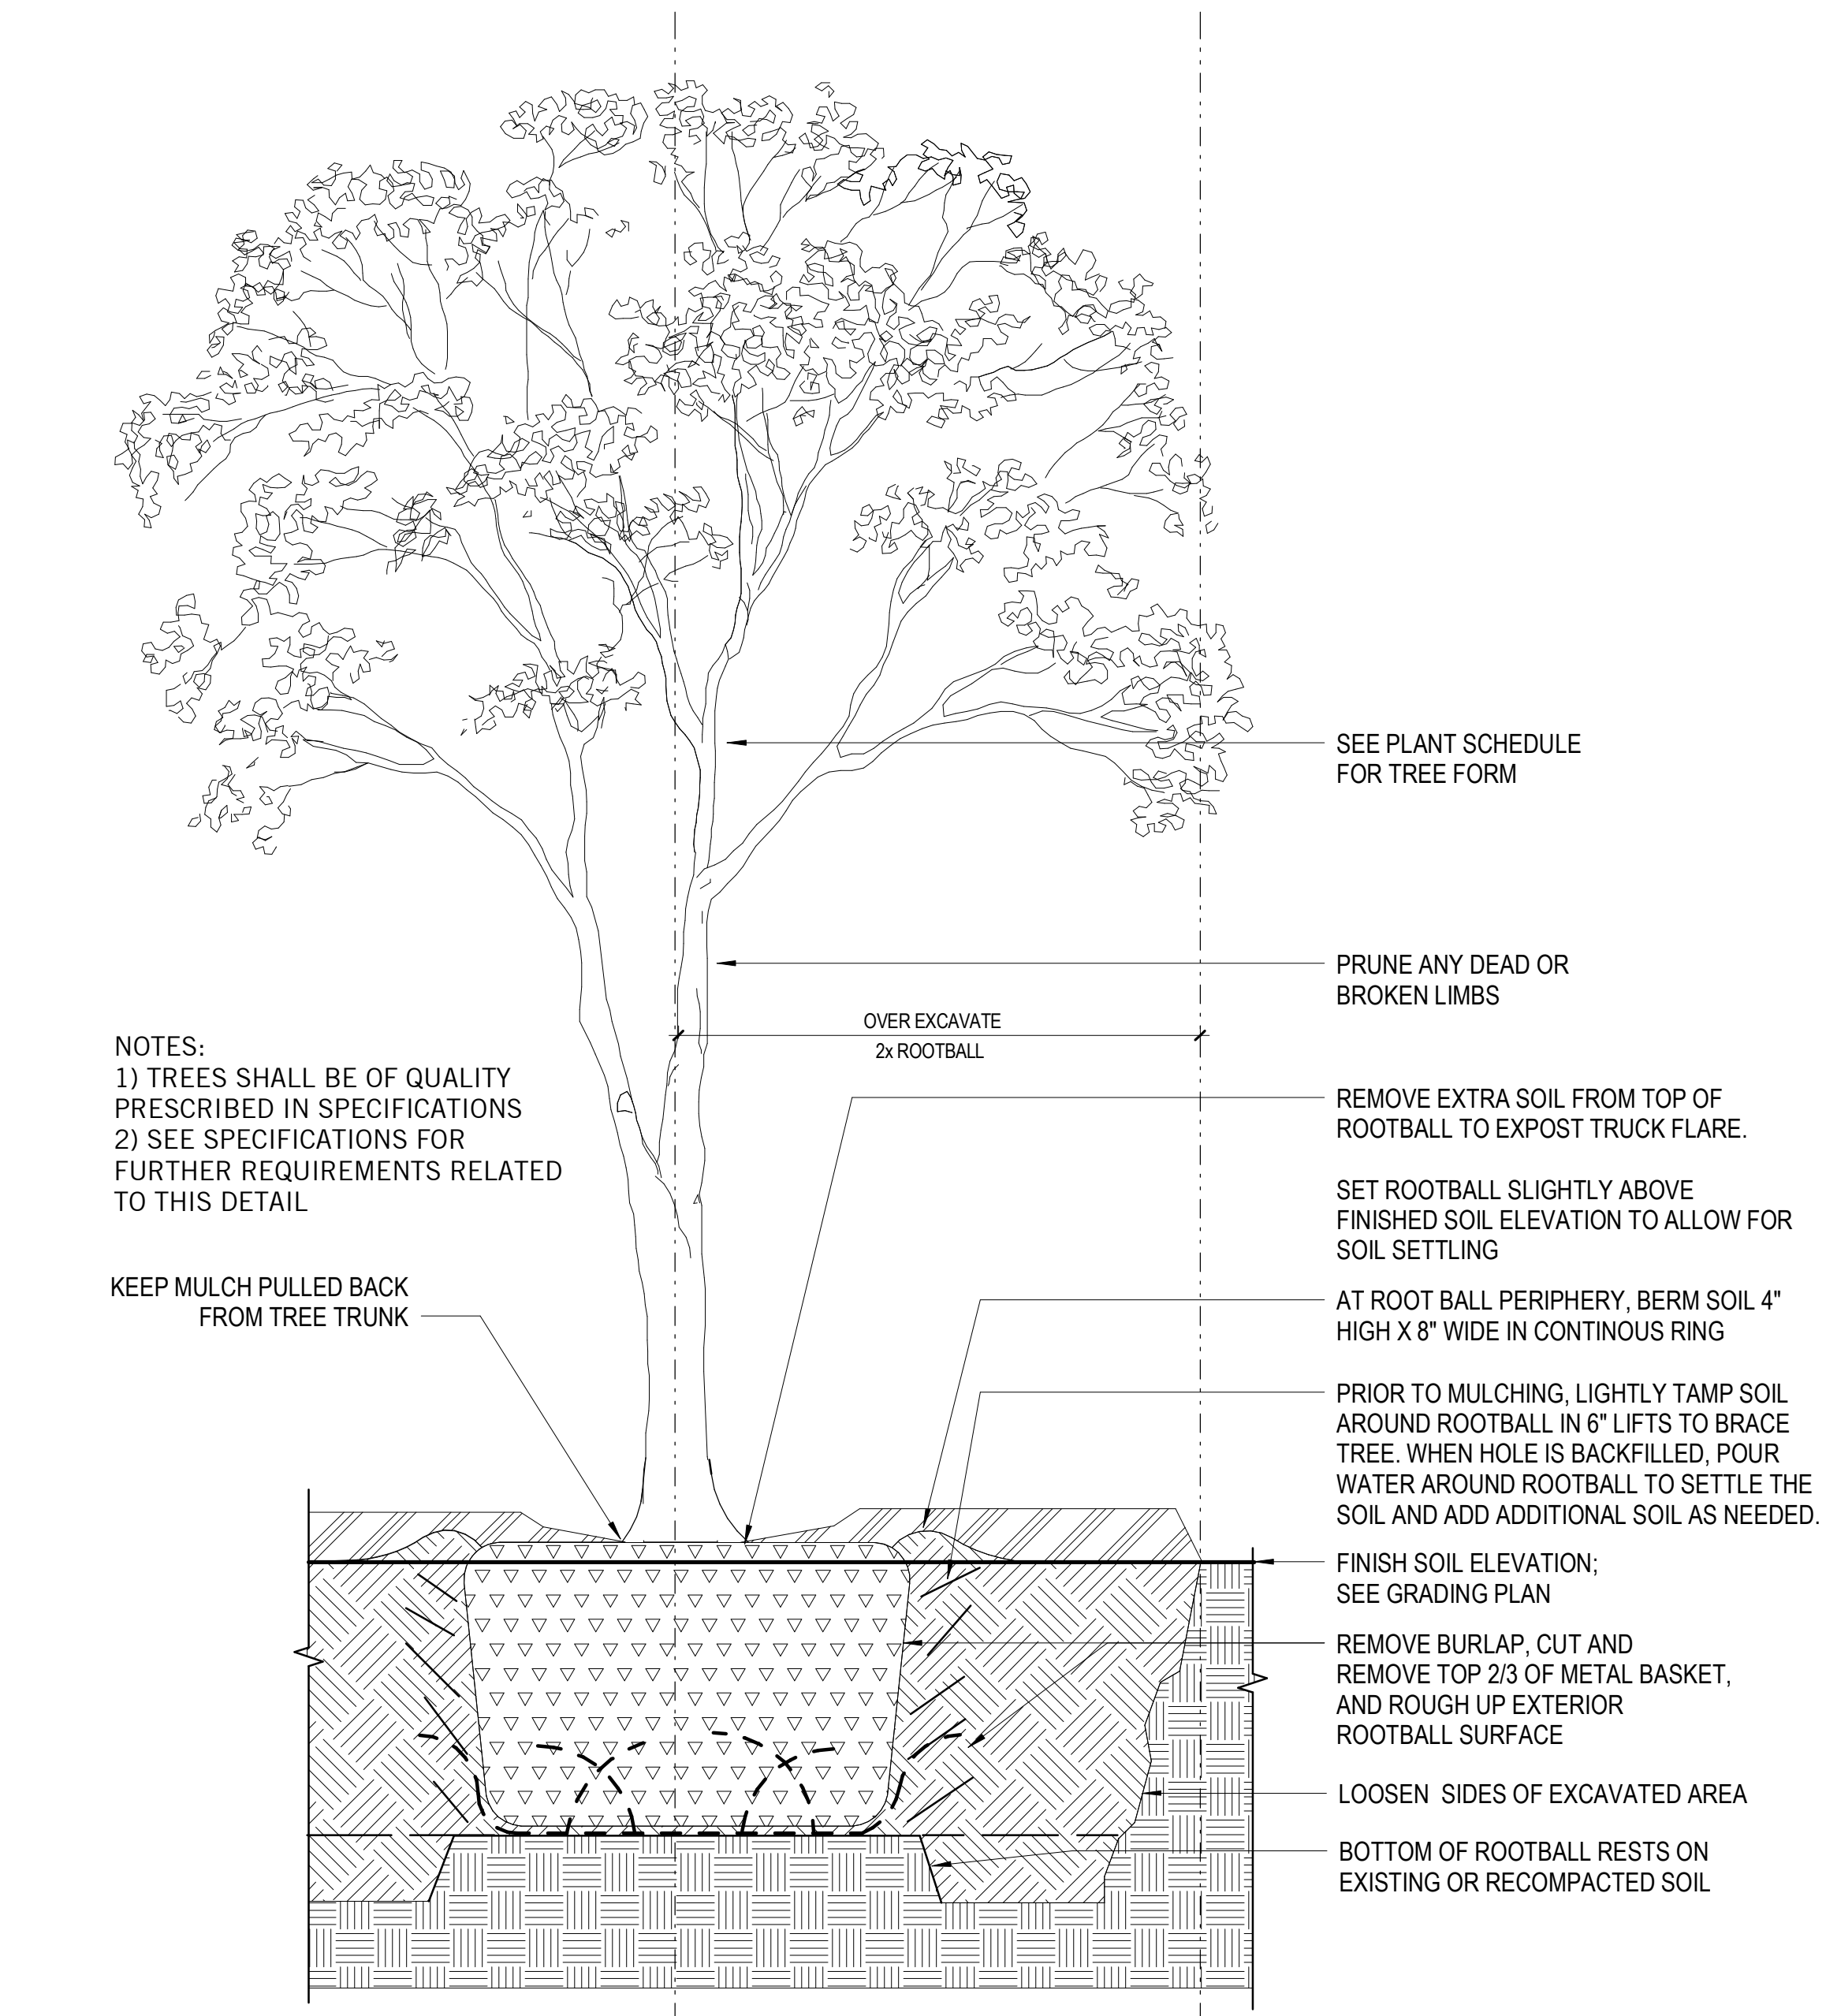 SEE PLANT SCHEDULE
FOR TREE FORM
PRUNE ANY DEAD OR
BROKEN LIMBS
OVER EXCAVATE
2x ROOTBALL
NOTES:
1) TREES SHALL BE OF QUALITY
PRESCRIBED IN SPECIFICATIONS
2) SEE SPECIFICATIONS FOR
FURTHER REQUIREMENTS RELATED
TO THIS DETAIL
KEEP MULCH PULLED BACK
FROM TREE TRUNK
REMOVE EXTRA SOIL FROM TOP OF
ROOTBALL TO EXPOST TRUCK FLARE.
SET ROOTBALL SLIGHTLY ABOVE
FINISHED SOIL ELEVATION TO ALLOW FOR
SOIL SETTLING
AT ROOT BALL PERIPHERY, BERM SOIL 4"
HIGH X 8" WIDE IN CONTINOUS RING
PRIOR TO MULCHING, LIGHTLY TAMP SOIL
AROUND ROOTBALL IN 6" LIFTS TO BRACE
TREE. WHEN HOLE IS BACKFILLED, POUR
WATER AROUND ROOTBALL TO SETTLE THE
SOIL AND ADD ADDITIONAL SOIL AS NEEDED.
FINISH SOIL ELEVATION;
SEE GRADING PLAN
REMOVE BURLAP, CUT AND
REMOVE TOP 2/3 OF METAL BASKET,
AND ROUGH UP EXTERIOR
ROOTBALL SURFACE
LOOSEN SIDES OF EXCAVATED AREA
BOTTOM OF ROOTBALL RESTS ON
EXISTING OR RECOMPACTED SOIL